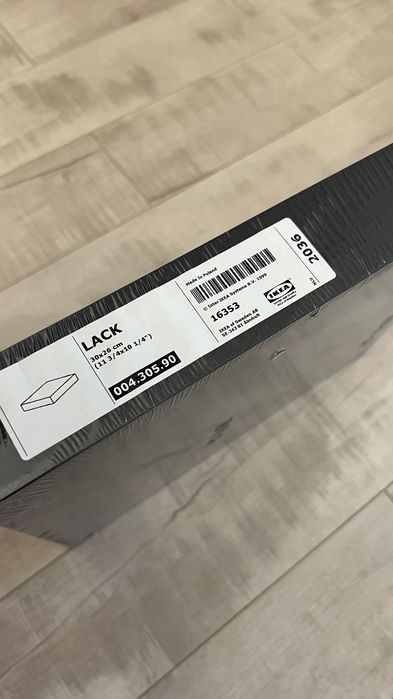 LACK
30x26 cm
(11 3/4x10 1/4")
004.305.90
Made in Poland
© Inter IKEA Systems B.V. 1999
16353
IKEA of Sweden AB
SE-343 81 Älmhult
IKEA
2036